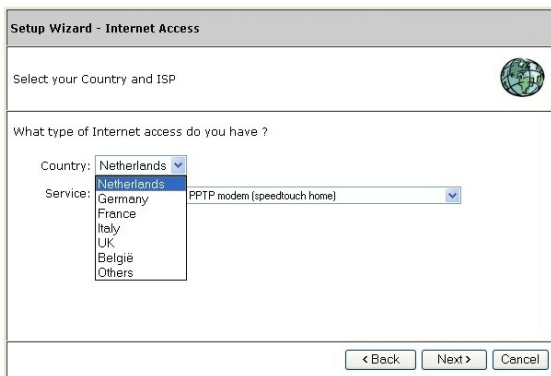 Setup Wizard - Internet Access
Select your Country and ISP
What type of Internet access do you have ?
Country: Netherlands
Netherlands
Service: PPTP modem (speedtouch home)
Germany
France
Italy
UK
België
Others
< Back Next > Cancel